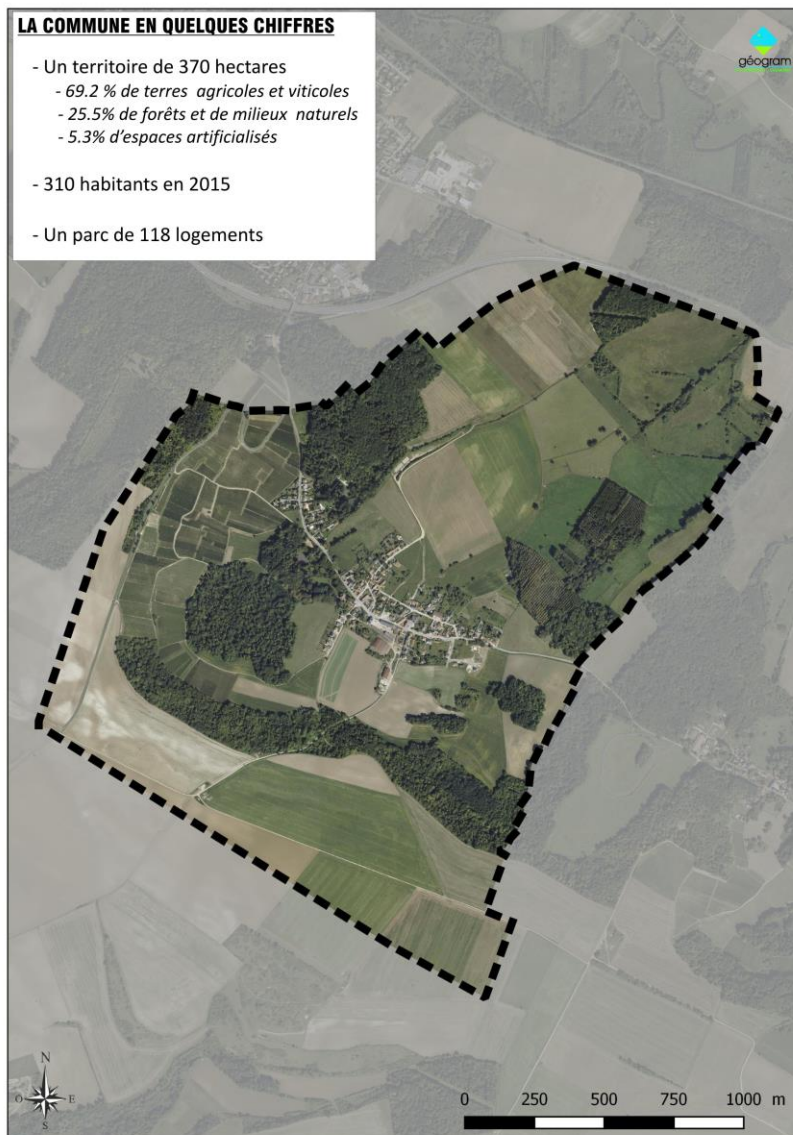 LA COMMUNE EN QUELQUES CHIFFRES
- Un territoire de 370 hectares
- 69.2 % de terres agricoles et viticoles
- 25.5% de forêts et de milieux naturels
- 5.3% d'espaces artificialisés
- 310 habitants en 2015
- Un parc de 118 logements
géogram
N
O
E
S
0 250 500 750 1000 m